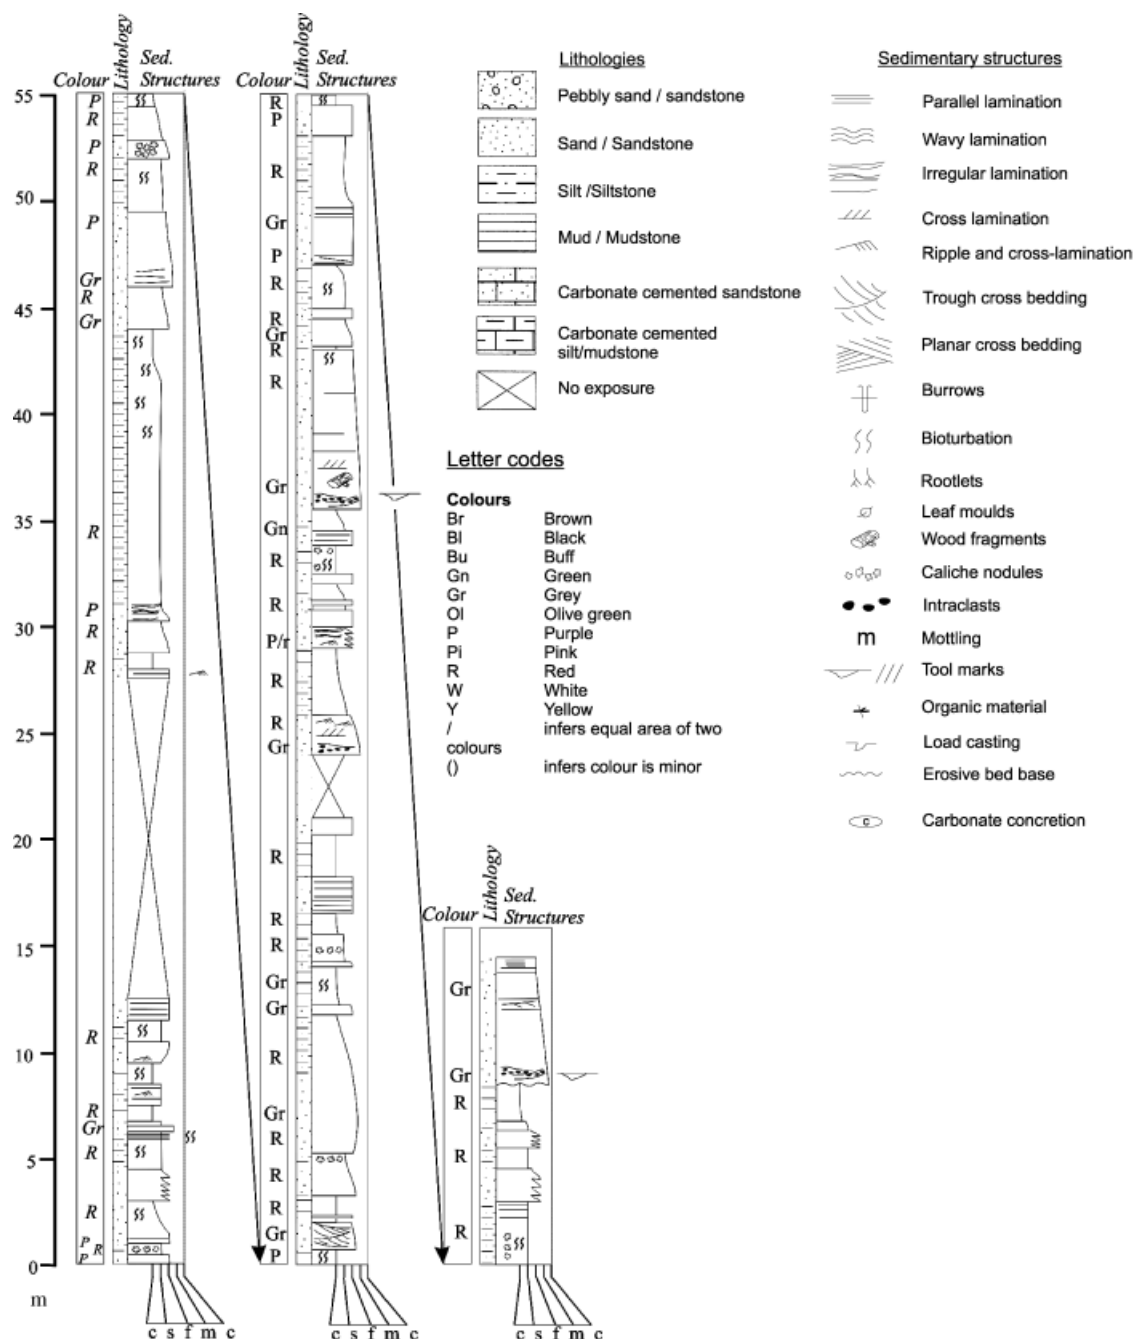 Colour
Lithology
Sed.
Structures
Colour
Lithology
Sed.
Structures
55
50
45
40
35
30
25
20
15
10
5
0
m
P
R
P
R
P
Gr
R
Gr
R
P
R
R
R
R
Gr
R
R
P
R
P
c s f m c
R
P
R
Gr
P
R
R
Gr
R
R
Gr
Gn
R
R
P/r
R
R
Gr
R
R
R
Gr
Gr
R
Gr
R
R
R
Gr
P
c s f m c
Colour
Lithology
Sed.
Structures
Gr
Gr
R
R
R
c s f m c
Lithologies
Pebbly sand / sandstone
Sand / Sandstone
Silt /Siltstone
Mud / Mudstone
Carbonate cemented sandstone
Carbonate cemented
silt/mudstone
No exposure
Letter codes
Colours
Br Brown
Bl Black
Bu Buff
Gn Green
Gr Grey
Ol Olive green
P Purple
Pi Pink
R Red
W White
Y Yellow
/ infers equal area of two
colours
() infers colour is minor
Sedimentary structures
Parallel lamination
Wavy lamination
Irregular lamination
Cross lamination
Ripple and cross-lamination
Trough cross bedding
Planar cross bedding
Burrows
Bioturbation
Rootlets
Leaf moulds
Wood fragments
Caliche nodules
Intraclasts
m Mottling
Tool marks
Organic material
Load casting
Erosive bed base
c Carbonate concretion